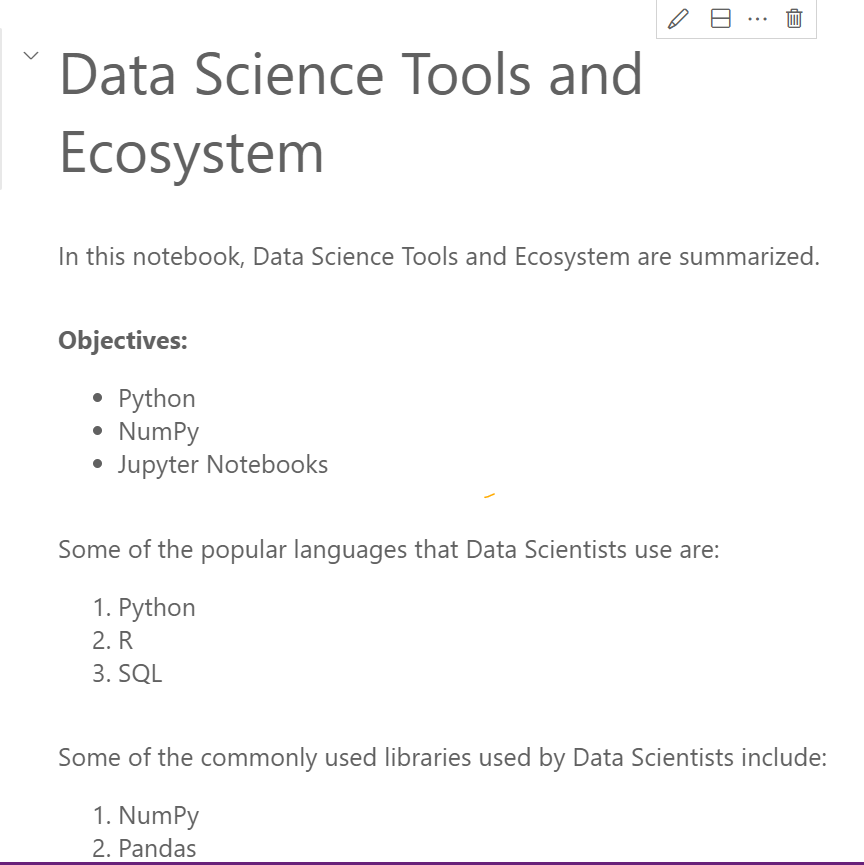 Data Science Tools and
Ecosystem
In this notebook, Data Science Tools and Ecosystem are summarized.
Objectives:
• Python
• NumPy
• Jupyter Notebooks
Some of the popular languages that Data Scientists use are:
1. Python
2. R
3. SQL
Some of the commonly used libraries used by Data Scientists include:
1. NumPy
2. Pandas